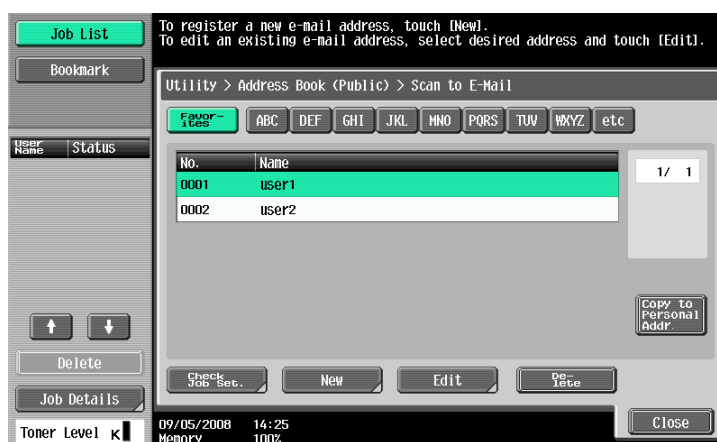 To register a new e-mail address, touch [New].
To edit an existing e-mail address, select desired address and touch [Edit].
Job List
Bookmark
User Name Status
Delete
Job Details
Toner Level K
Utility > Address Book (Public) > Scan to E-Mail
Favor-
ites
ABC DEF GHI JKL MNO PQRS TUV WXYZ etc
No. Name
0001 user1
0002 user2
1/ 1
Copy to
Personal
Addr.
Check
Job Set.
New
Edit
De-
lete
09/05/2008 14:25
Memory 100%
Close